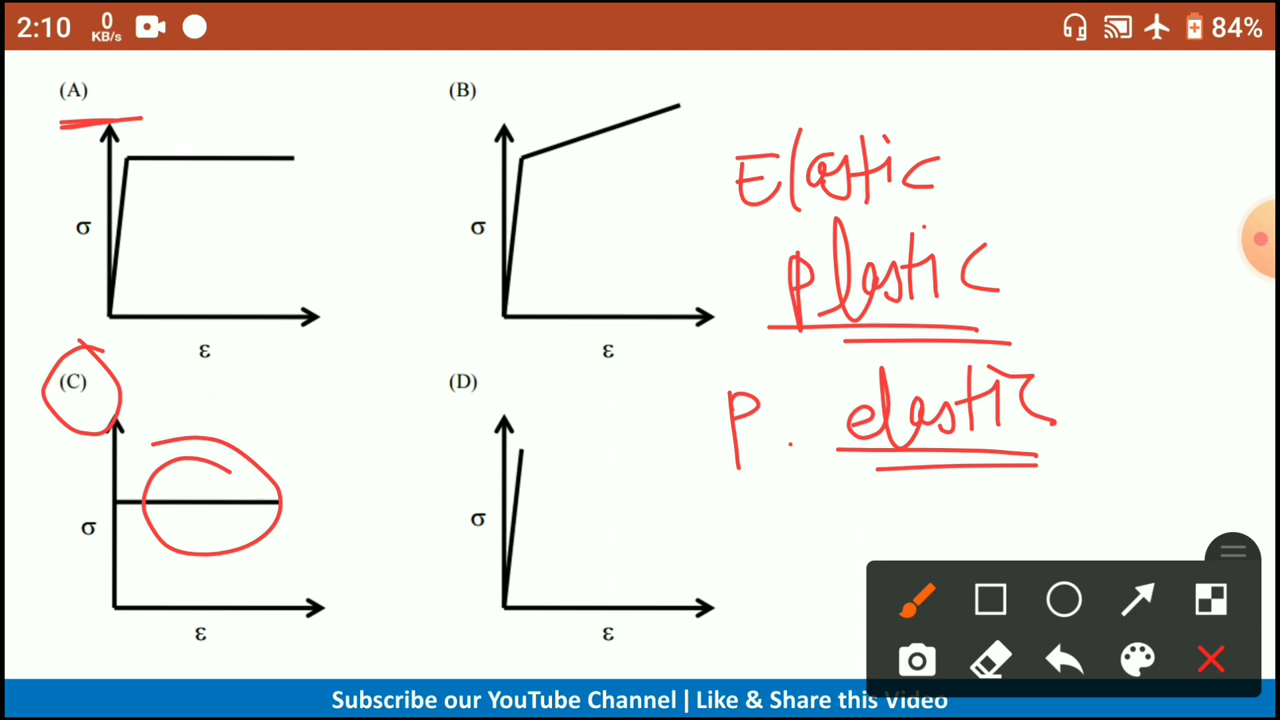 2:10 0 KB/s 84%
(A)
(B)
σ
σ
ε
ε
(C)
(D)
σ
σ
ε
ε
Elastic
plastic
p. elastic
Subscribe our YouTube Channel | Like & Share this Video